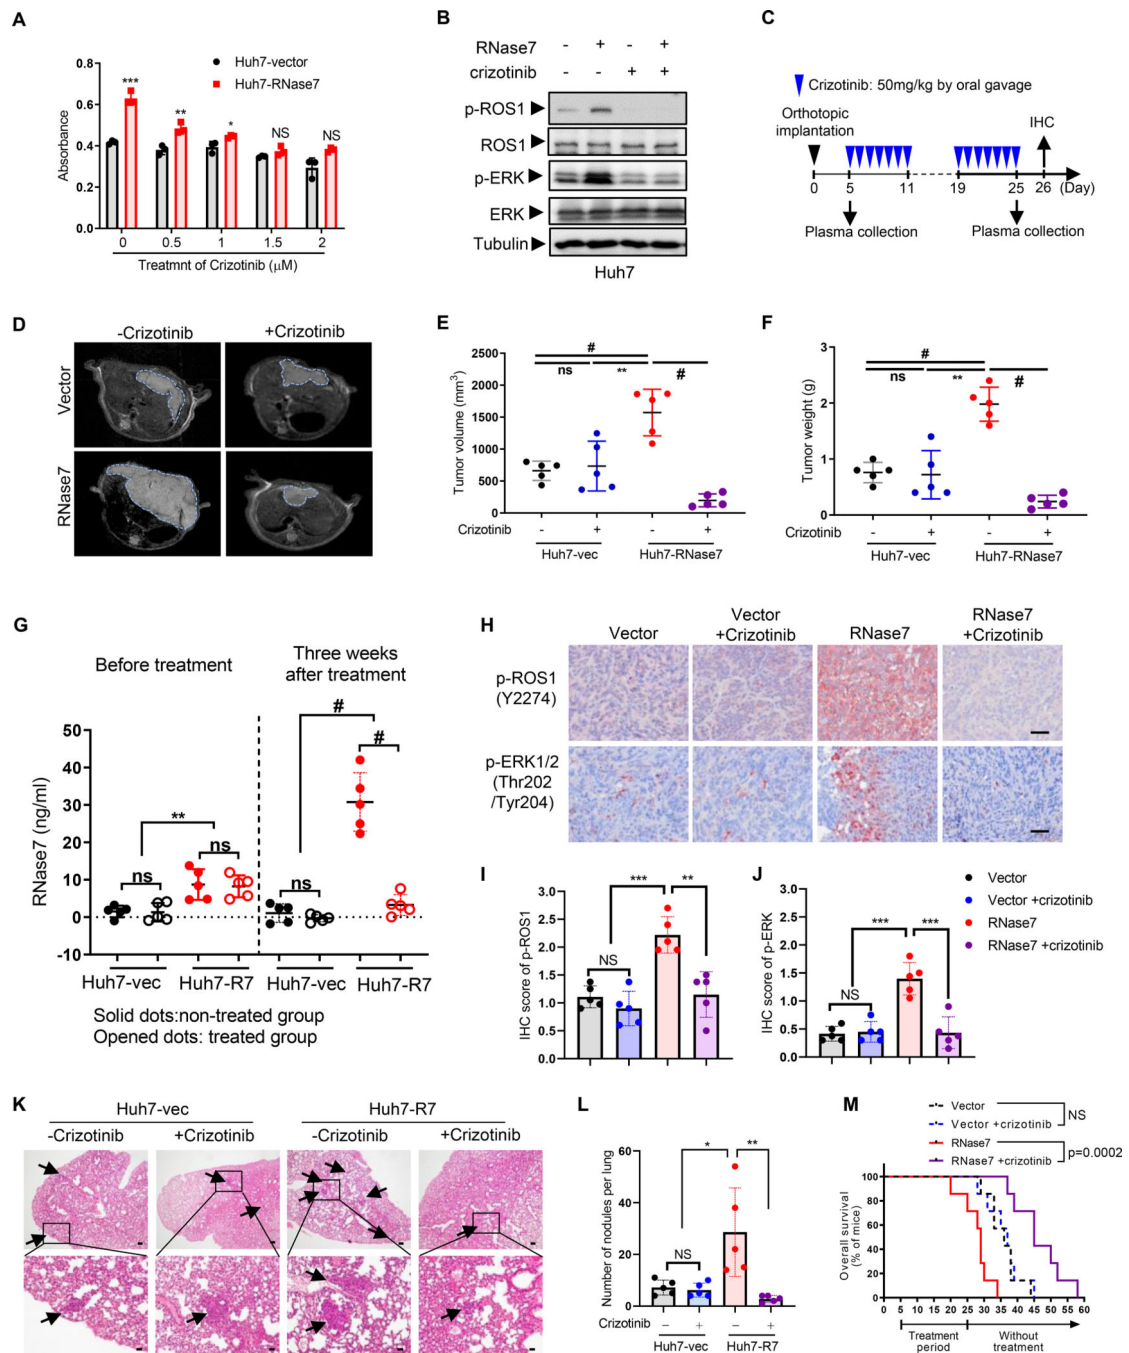 A
Huh7-vector
Huh7-RNase7
Absorbance
0.8
0.6
0.4
0.2
0.0
***
**
*
NS
NS
0
0.5
1
1.5
2
Treatmnt of Crizotinib (μM)
B
RNase7
-
+
-
+
crizotinib
-
-
+
+
p-ROS1
ROS1
p-ERK
ERK
Tubulin
Huh7
C
Crizotinib: 50mg/kg by oral gavage
Orthotopic
implantation
IHC
0
5
11
19
25
26
(Day)
Plasma collection
Plasma collection
D
-Crizotinib
+Crizotinib
Vector
RNase7
E
Tumor volume (mm³)
2500
2000
1500
1000
500
0
#
ns
**
#
Crizotinib
-
+
-
+
Huh7-vec
Huh7-RNase7
F
Tumor weight (g)
3
2
1
0
#
ns
**
#
Crizotinib
-
+
-
+
Huh7-vec
Huh7-RNase7
G
Before treatment
Three weeks
after treatment
RNase7 (ng/ml)
50
40
30
20
10
0
-10
ns
**
ns
ns
#
#
Huh7-vec
Huh7-R7
Huh7-vec
Huh7-R7
Solid dots:non-treated group
Opened dots: treated group
H
Vector
Vector
+Crizotinib
RNase7
RNase7
+Crizotinib
p-ROS1
(Y2274)
p-ERK1/2
(Thr202
/Tyr204)
I
IHC score of p-ROS1
3.0
2.5
2.0
1.5
1.0
0.5
0.0
NS
***
**
J
IHC score of p-ERK
3.0
2.5
2.0
1.5
1.0
0.5
0.0
NS
***
***
Vector
Vector +crizotinib
RNase7
RNase7 +crizotinib
K
Huh7-vec
Huh7-R7
-Crizotinib
+Crizotinib
-Crizotinib
+Crizotinib
L
Number of nodules per lung
60
40
20
0
NS
*
**
Crizotinib
-
+
-
+
Huh7-vec
Huh7-R7
M
Vector
Vector +crizotinib
NS
RNase7
RNase7 +crizotinib
p=0.0002
Overall survival
(% of mice)
100
80
60
40
20
0
0
5
10
15
20
25
30
35
40
45
50
55
60
Treatment
period
Without
treatment